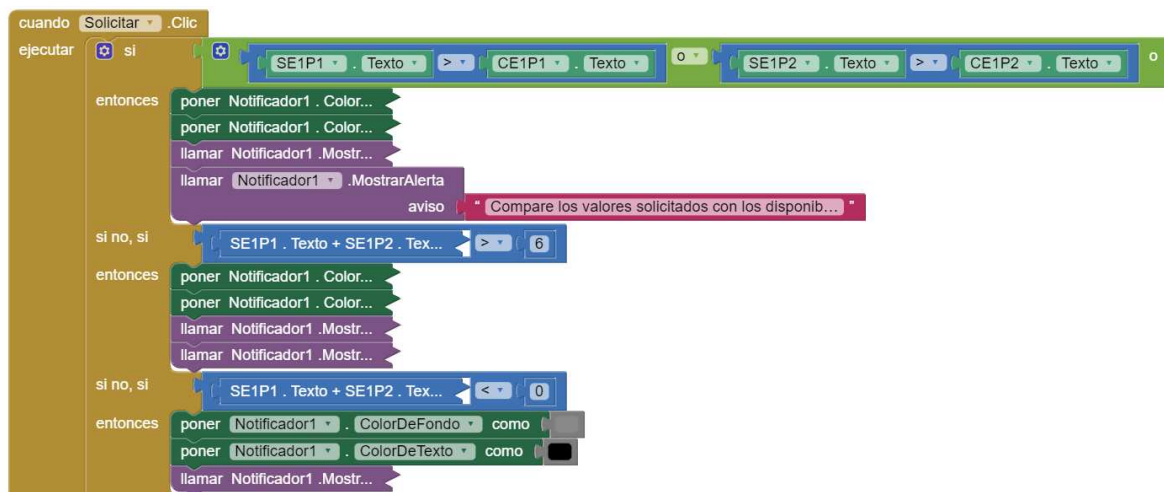 cuando Solicitar .Clic
ejecutar si SE1P1 . Texto > CE1P1 . Texto o SE1P2 . Texto > CE1P2 . Texto o
entonces poner Notificador1 . Color...
poner Notificador1 . Color...
llamar Notificador1 .Mostr...
llamar Notificador1 .MostrarAlerta
aviso " Compare los valores solicitados con los disponib... "
si no, si SE1P1 . Texto + SE1P2 . Tex... > 6
entonces poner Notificador1 . Color...
poner Notificador1 . Color...
llamar Notificador1 .Mostr...
llamar Notificador1 .Mostr...
si no, si SE1P1 . Texto + SE1P2 . Tex... < 0
entonces poner Notificador1 . ColorDeFondo como
poner Notificador1 . ColorDeTexto como
llamar Notificador1 .Mostr...